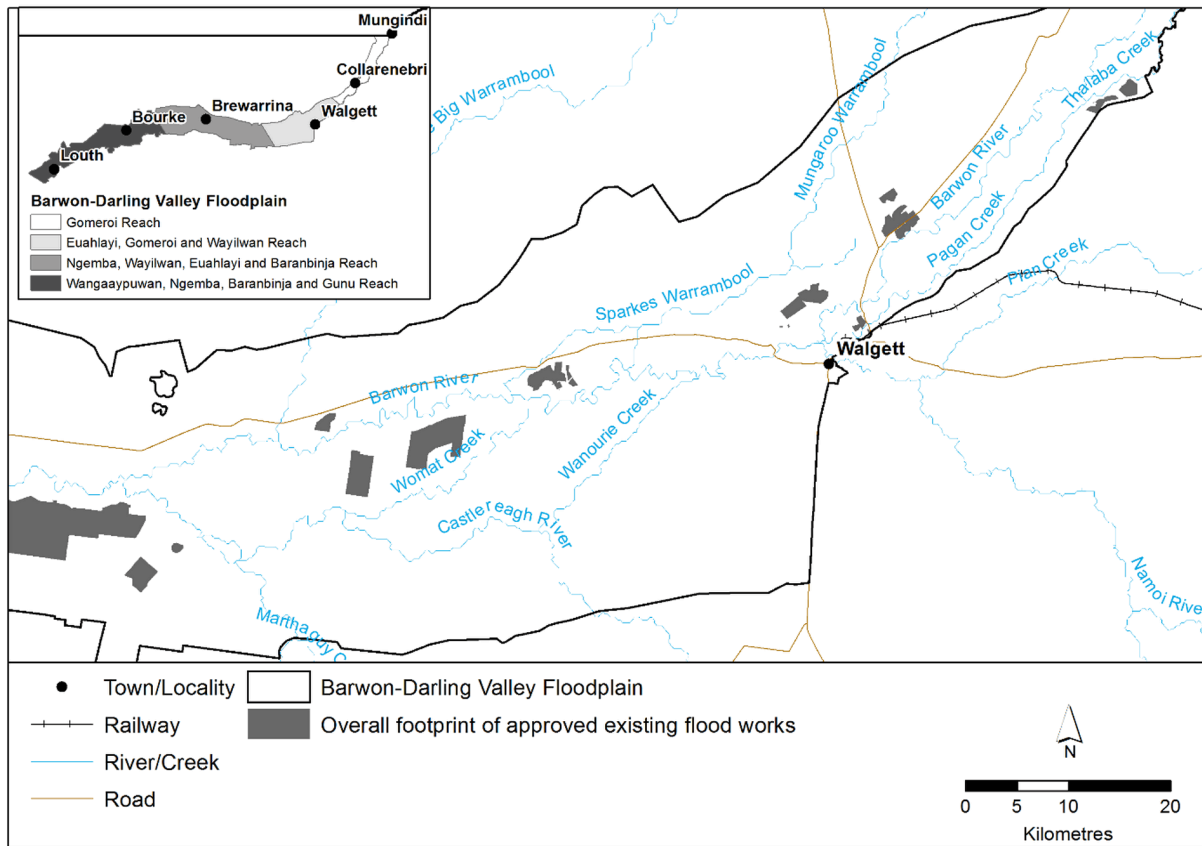 Mungindi
Collarenebri
Brewarrina
Walgett
Bourke
Louth
Barwon-Darling Valley Floodplain
Gomeroi Reach
Euahlayi, Gomeroi and Wayilwan Reach
Ngemba, Wayilwan, Euahlayi and Baranbinja Reach
Wangaaypuwan, Ngemba, Baranbinja and Gunu Reach
e Big Warrambool
Mungaroo Warrambool
Thalaba Creek
Barwon River
Pagan Creek
Pian Creek
Sparkes Warrambool
Walgett
Barwon River
Womat Creek
Wanourie Creek
Castlereagh River
Marthaguy C
Namoi River
Town/Locality
Railway
River/Creek
Road
Barwon-Darling Valley Floodplain
Overall footprint of approved existing flood works
N
0 5 10 20
Kilometres